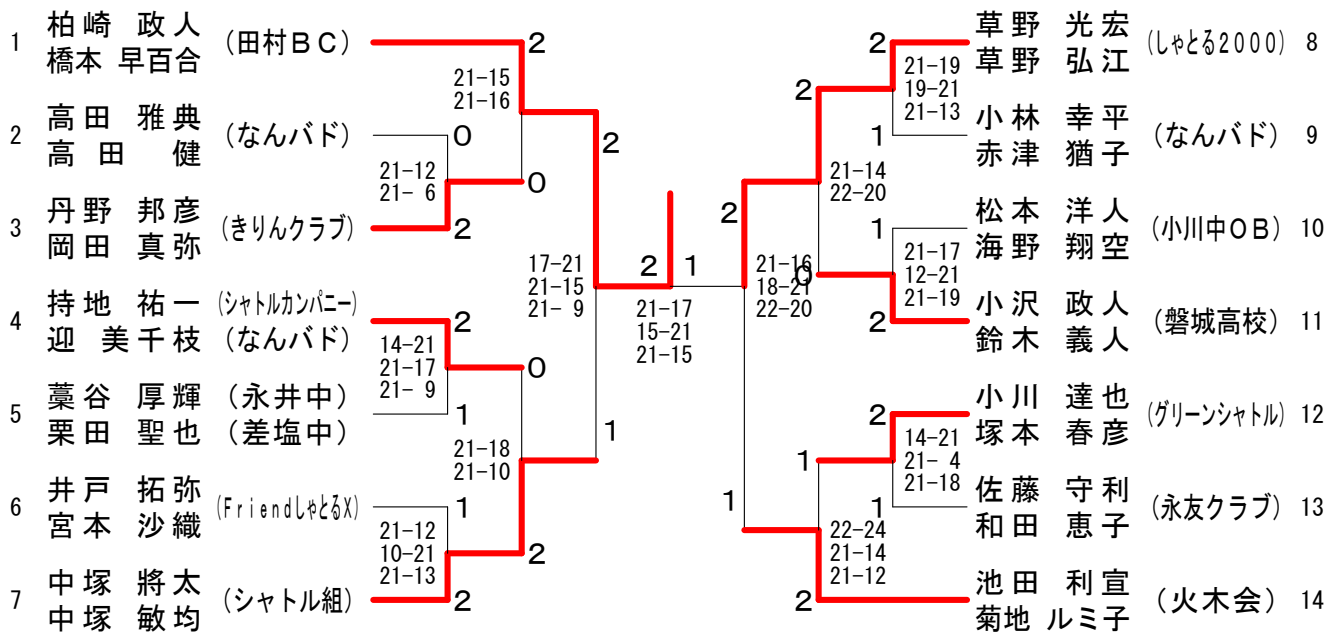 1 柏崎 政人 (田村BC)
橋本 早百合
2
21-15
21-16
2 高田 雅典 (なんバド)
高田 健
0
21-12
21- 6
0
3 丹野 邦彦 (きりんクラブ)
岡田 真弥
2
2
17-21
21-15
21- 9
4 持地 祐一 (シャトルカンパニー)
迎 美千枝 (なんバド)
2
14-21
21-17
21- 9
0
5 藁谷 厚輝 (永井中)
栗田 聖也 (差塩中)
1
21-18
21-10
1
6 井戸 拓弥 (FriendしゃとるX)
宮本 沙織
1
21-12
10-21
21-13
2
7 中塚 將太 (シャトル組)
中塚 敏均
2
2 1
21-17
15-21
21-15
草野 光宏 (しゃとる2000) 8
草野 弘江
2
21-19
19-21
21-13
2
小林 幸平 (なんバド) 9
赤津 猶子
1
21-14
22-20
2
松本 洋人 (小川中OB) 10
海野 翔空
1
21-17
12-21
21-19
0
小沢 政人 (磐城高校) 11
鈴木 義人
2
21-16
18-21
22-20
小川 達也 (グリーンシャトル) 12
塚本 春彦
2
14-21
21- 4
21-18
1
佐藤 守利 (永友クラブ) 13
和田 恵子
1
1
22-24
21-14
21-12
池田 利宣 (火木会) 14
菊地 ルミ子
2